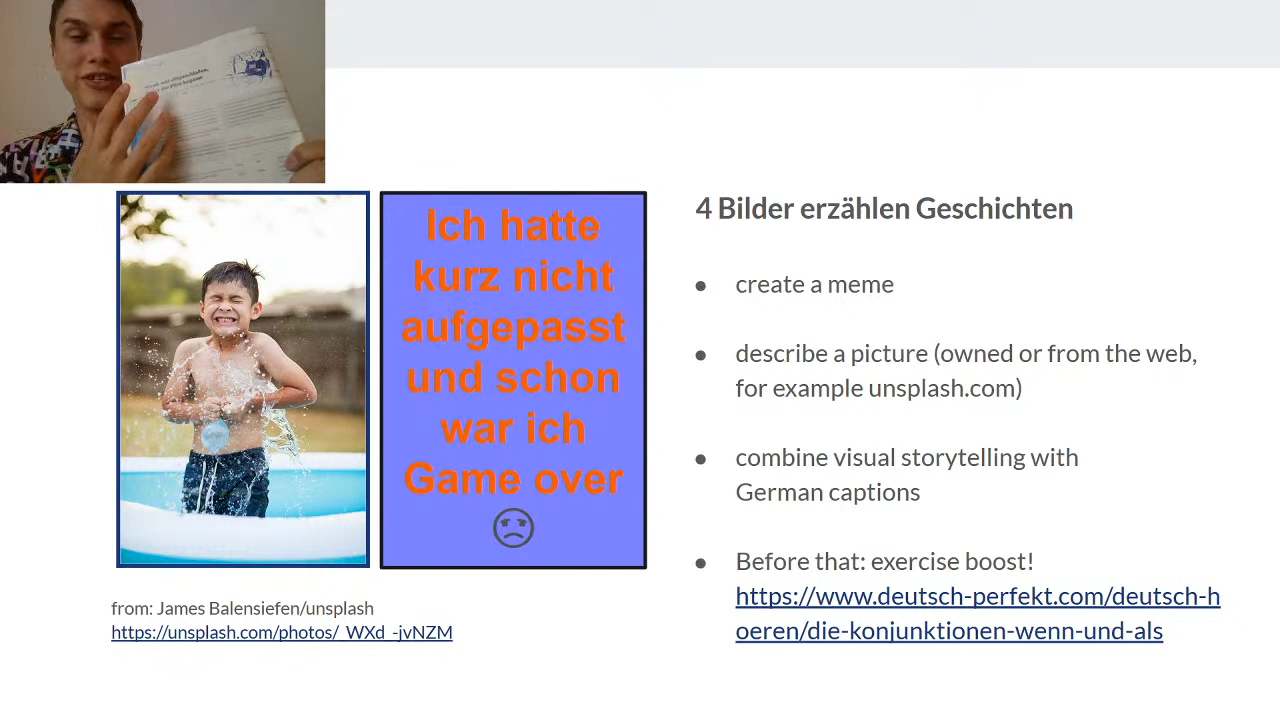 Ich hatte
kurz nicht
aufgepasst
und schon
war ich
Game over
4 Bilder erzählen Geschichten
● create a meme
● describe a picture (owned or from the web,
for example unsplash.com)
● combine visual storytelling with
German captions
● Before that: exercise boost!
https://www.deutsch-perfekt.com/deutsch-h
oeren/die-konjunktionen-wenn-und-als
from: James Balensiefen/unsplash
https://unsplash.com/photos/_WXd_-jvNZM